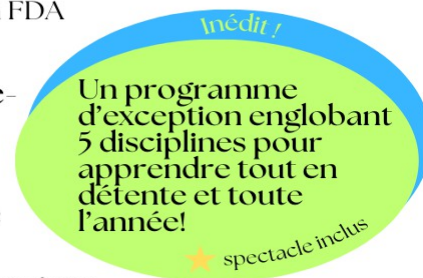 FDA
Inédit !
Un programme
d'exception englobant
5 disciplines pour
apprendre tout en
détente et toute
l'année!
spectacle inclus